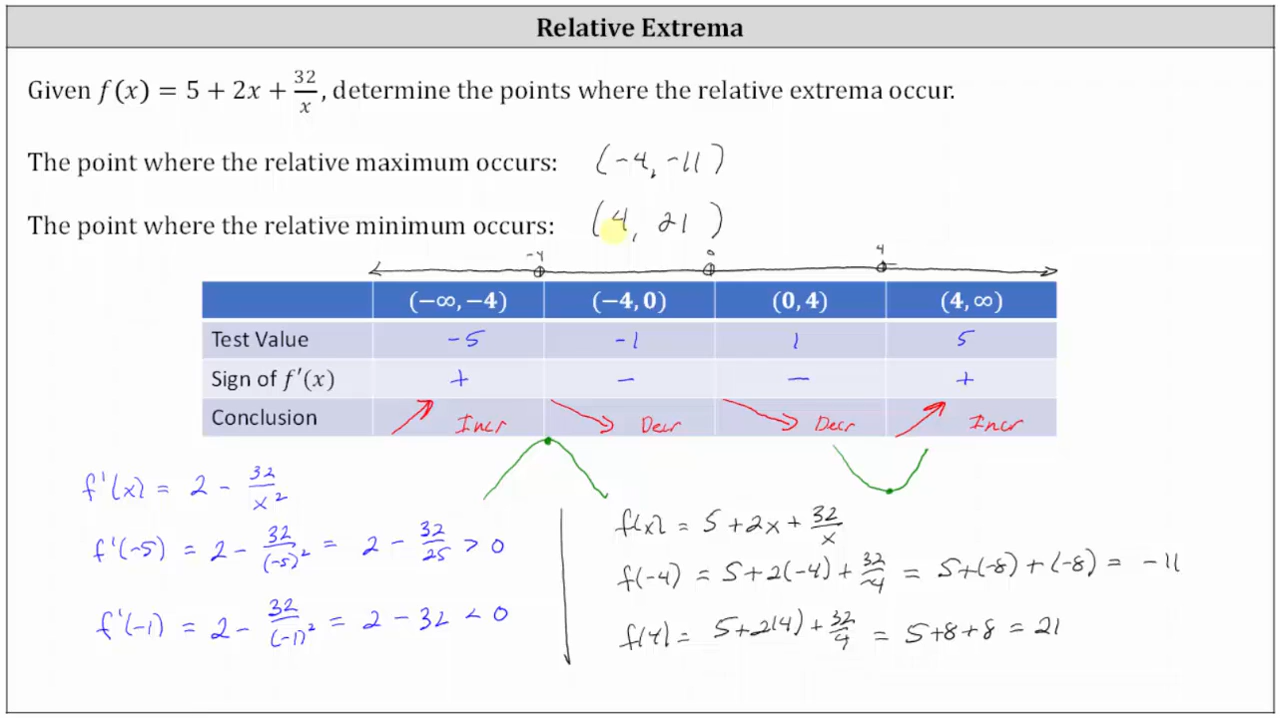 Relative Extrema
Given f(x) = 5 + 2x + 32/x, determine the points where the relative extrema occur.
The point where the relative maximum occurs: (-4, -11)
The point where the relative minimum occurs: (4, 21)
-4 0 4
(−∞, −4) (−4, 0) (0, 4) (4, ∞)
Test Value -5 -1 1 5
Sign of f′(x) + − − +
Conclusion Incr Decr Decr Incr
f'(x) = 2 - 32/x²
f'(-5) = 2 - 32/(-5)² = 2 - 32/25 > 0
f'(-1) = 2 - 32/(-1)² = 2 - 32 < 0
f(x) = 5 + 2x + 32/x
f(-4) = 5 + 2(-4) + 32/-4 = 5+(-8) + (-8) = -11
f(4) = 5+2(4) + 32/4 = 5+8+8 = 21